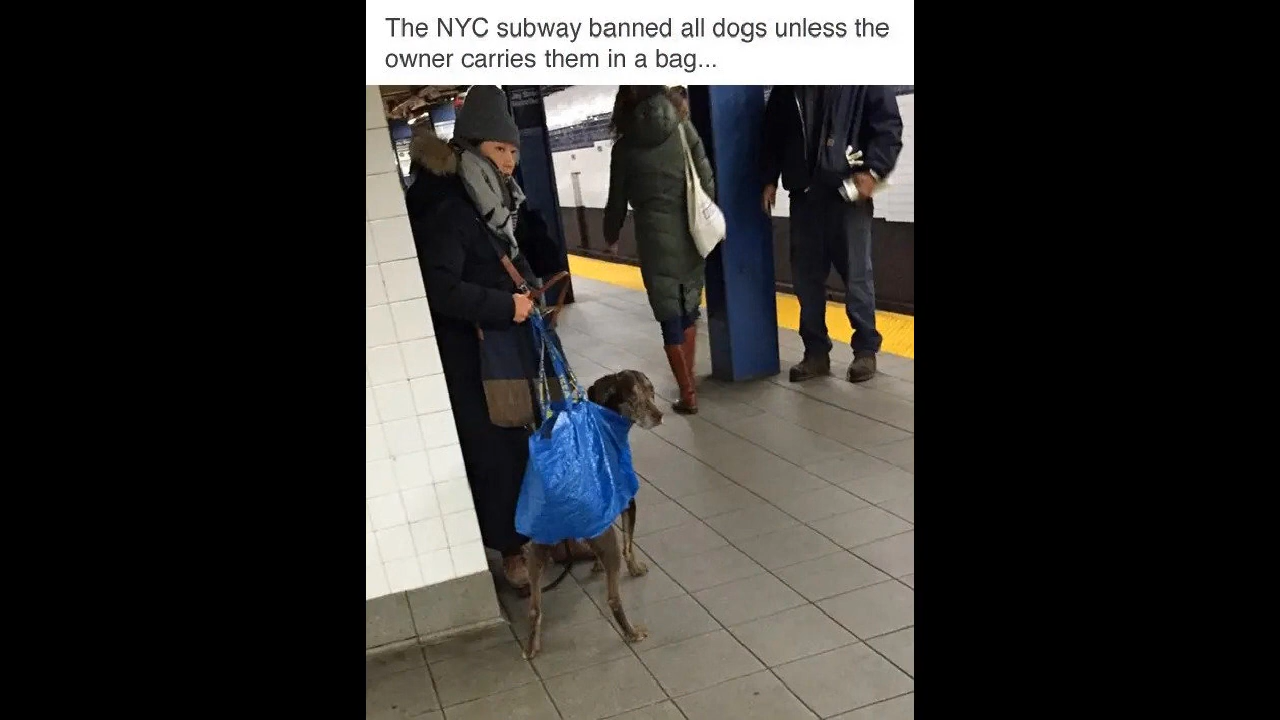 The NYC subway banned all dogs unless the
owner carries them in a bag...